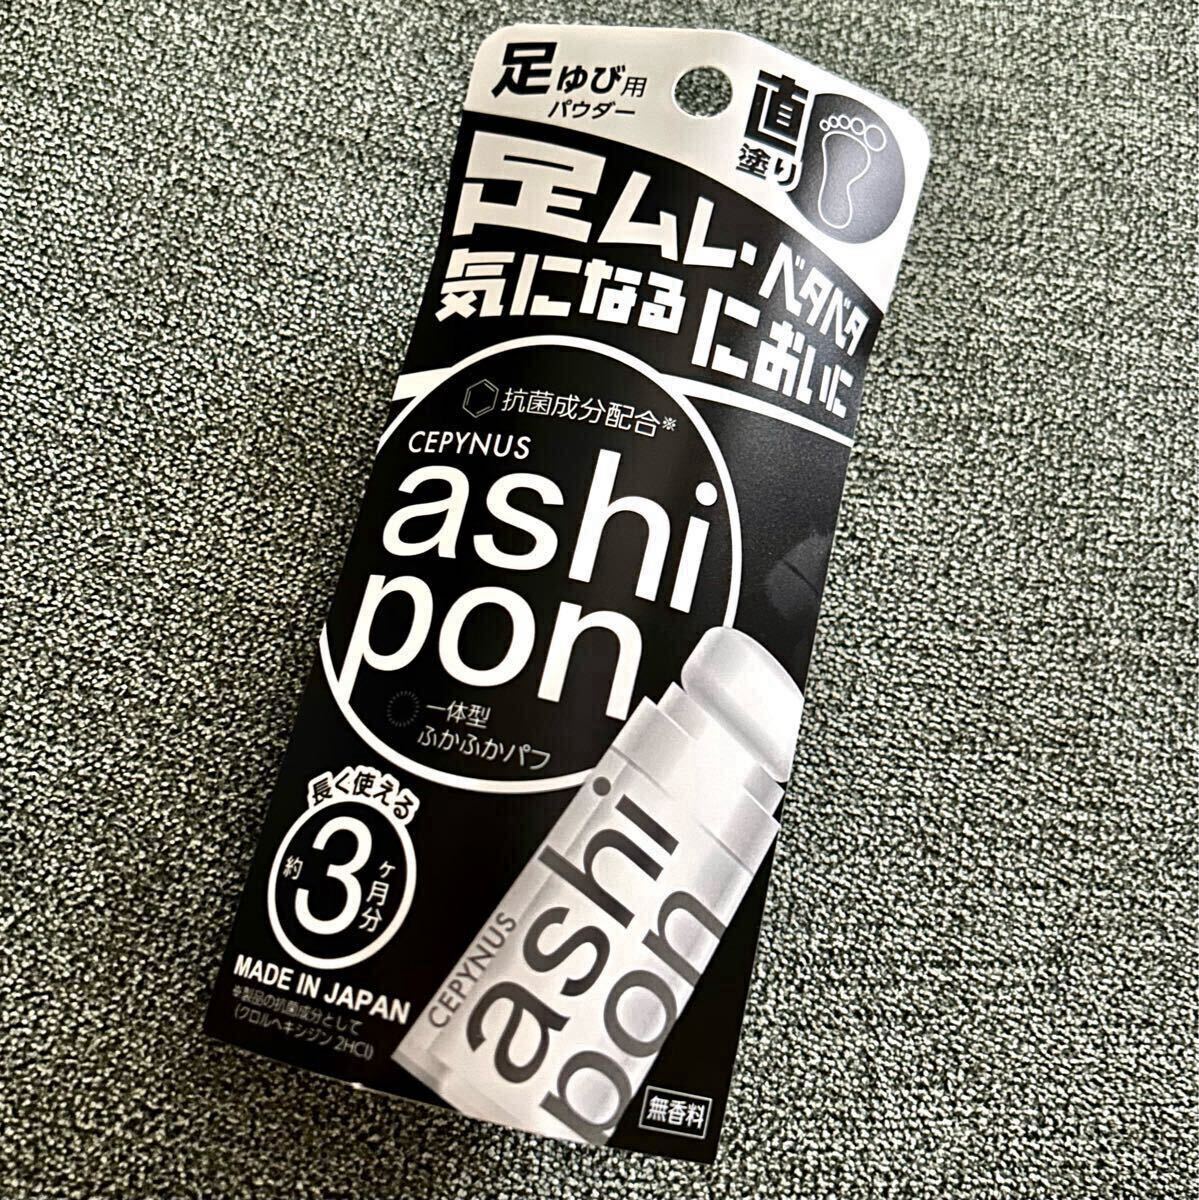 足ゆび用
パウダー
直
塗り
足ムレ・ベタベタ
気になるにおいに
抗菌成分配合※
CEPYNUS
ashi
pon
一体型
ふかふかパフ
長く使える
約3ヶ月分
MADE IN JAPAN
※製品の抗菌成分として
(クロルヘキシジン2HCl)
CEPYNUS
ashi
pon
無香料